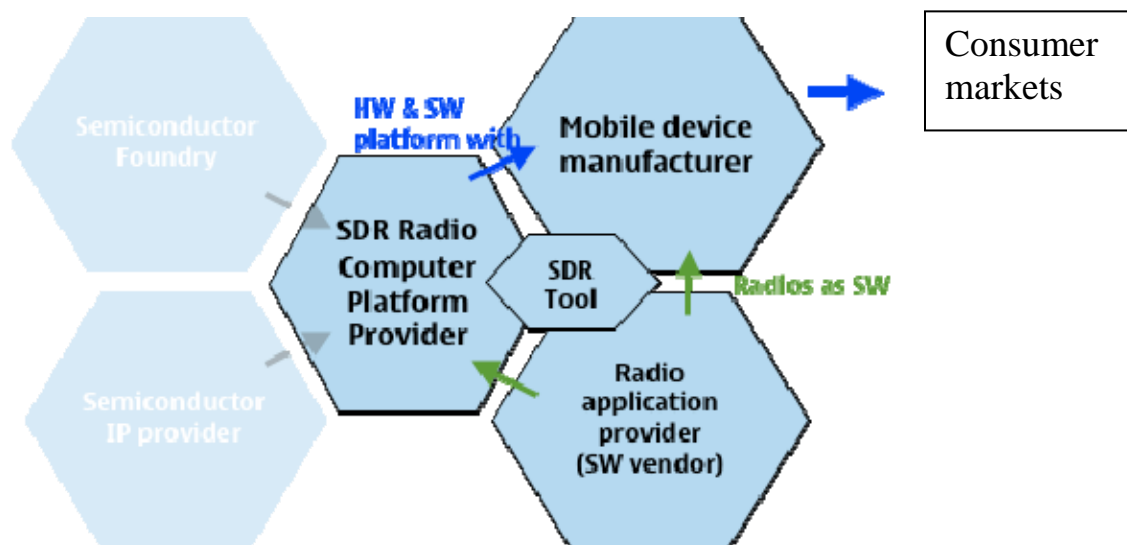 Consumer
markets
Semiconductor
Foundry
HW & SW
platform with
Mobile device
manufacturer
SDR Radio
Computer
Platform
Provider
SDR
Tool
Radios as SW
Semiconductor
IP provider
Radio
application
provider
(SW vendor)